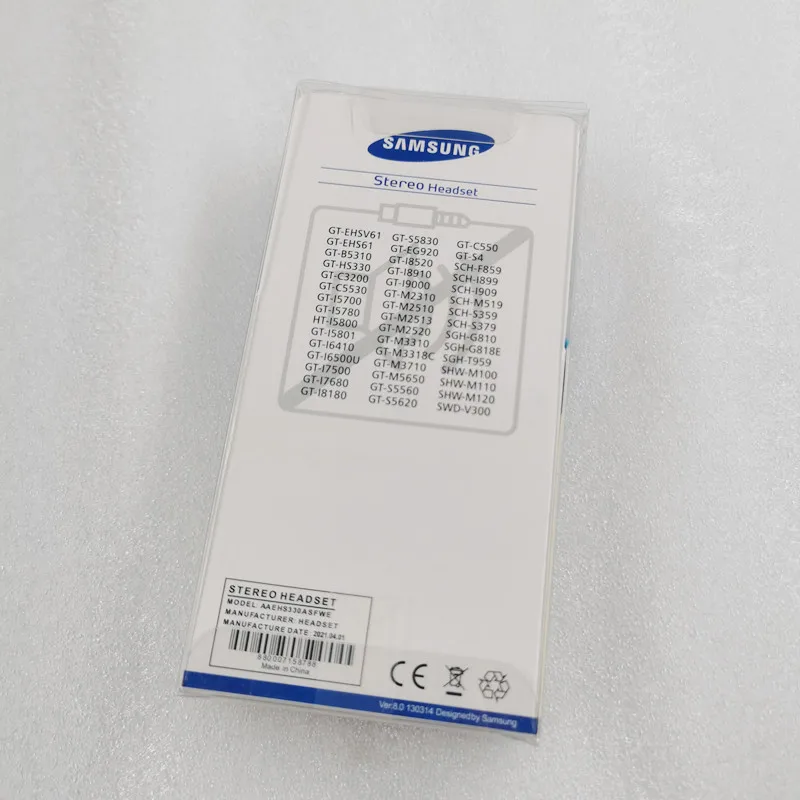 SAMSUNG
Stereo Headset
GT-EHSV61
GT-EHS61
GT-B5310
GT-HS330
GT-C3200
GT-C5530
GT-I5700
GT-I5780
HT-I5800
GT-I5801
GT-I6410
GT-I6500U
GT-I7500
GT-I7680
GT-I8180
GT-S5830
GT-EG920
GT-I8520
GT-I8910
GT-I9000
GT-M2310
GT-M2510
GT-M2513
GT-M2520
GT-M3310
GT-M3318C
GT-M3710
GT-M5650
GT-S5560
GT-S5620
GT-C550
GT-S4
SCH-F859
SCH-I899
SCH-I909
SCH-M519
SCH-S359
SCH-S379
SGH-G810
SGH-G818E
SGH-T959
SHW-M100
SHW-M110
SHW-M120
SWD-V300
STEREO HEADSET
MODEL: AAEHS330ASFWE
MANUFACTURER: HEADSET
MANUFACTURE DATE: 2021.04.01
Made in China
CE
Ver:8.0 130314 Designed by Samsung